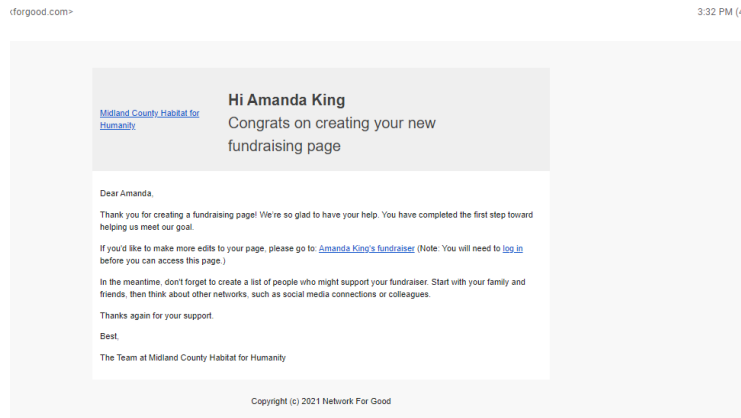 <forgood.com>
3:32 PM (
Midland County Habitat for
Humanity
Hi Amanda King
Congrats on creating your new
fundraising page
Dear Amanda,
Thank you for creating a fundraising page! We're so glad to have your help. You have completed the first step toward
helping us meet our goal.
If you'd like to make more edits to your page, please go to: Amanda King's fundraiser (Note: You will need to log in
before you can access this page.)
In the meantime, don't forget to create a list of people who might support your fundraiser. Start with your family and
friends, then think about other networks, such as social media connections or colleagues.
Thanks again for your support.
Best,
The Team at Midland County Habitat for Humanity
Copyright (c) 2021 Network For Good